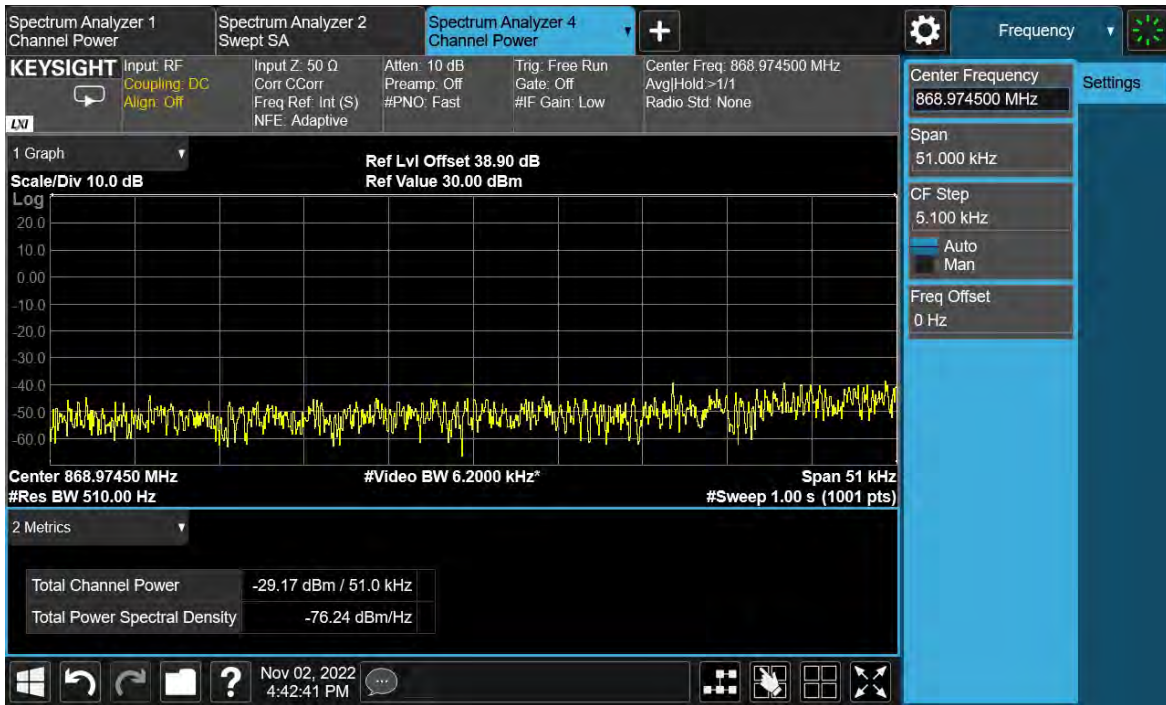 Spectrum Analyzer 1
Channel Power
Spectrum Analyzer 2
Swept SA
Spectrum Analyzer 4
Channel Power
Frequency
KEYSIGHT
LXI
Input: RF
Coupling: DC
Align: Off
Input Z: 50 Ω
Corr CCorr
Freq Ref: Int (S)
NFE: Adaptive
Atten: 10 dB
Preamp: Off
#PNO: Fast
Trig: Free Run
Gate: Off
#IF Gain: Low
Center Freq: 868.974500 MHz
Avg|Hold:>1/1
Radio Std: None
1 Graph
Scale/Div 10.0 dB
Ref Lvl Offset 38.90 dB
Ref Value 30.00 dBm
Log
20.0
10.0
0.00
-10.0
-20.0
-30.0
-40.0
-50.0
-60.0
Center 868.97450 MHz
#Res BW 510.00 Hz
#Video BW 6.2000 kHz*
Span 51 kHz
#Sweep 1.00 s (1001 pts)
2 Metrics
Total Channel Power -29.17 dBm / 51.0 kHz
Total Power Spectral Density -76.24 dBm/Hz
Nov 02, 2022
4:42:41 PM
Center Frequency
868.974500 MHz
Span
51.000 kHz
CF Step
5.100 kHz
Auto
Man
Freq Offset
0 Hz
Settings